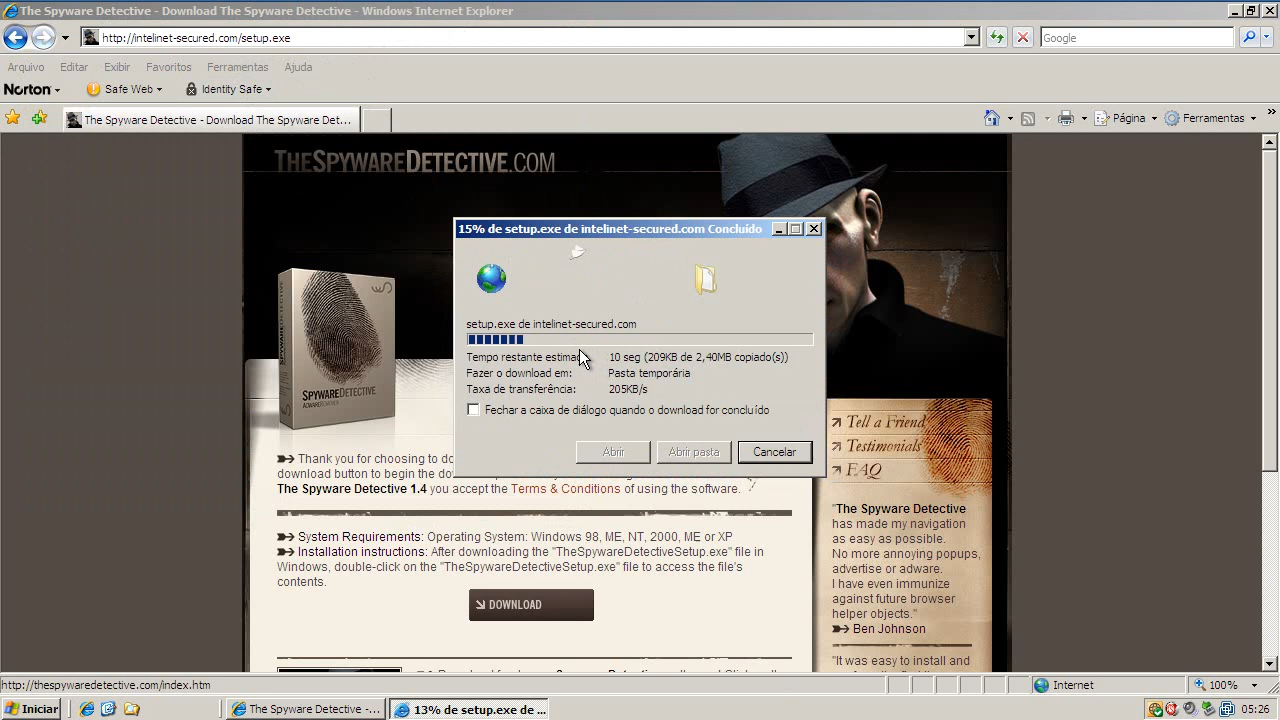 The Spyware Detective - Download The Spyware Detective - Windows Internet Explorer
http://intelinet-secured.com/setup.exe
Google
Arquivo Editar Exibir Favoritos Ferramentas Ajuda
Norton Safe Web Identity Safe
The Spyware Detective - Download The Spyware Det...
Página Ferramentas
THESPYWAREDETECTIVE.COM
15% de setup.exe de intelinet-secured.com Concluído
setup.exe de intelinet-secured.com
Tempo restante 10 seg (209KB de 2,40MB copiado(s))
Fazer o download em: Pasta temporária
Taxa de transferência: 205KB/s
Fechar a caixa de diálogo quando o download for concluído
Abrir Abrir pasta Cancelar
SPYWAREDETECTIVE
Thank you for choosing to
download button to begin the
The Spyware Detective 1.4 you accept the Terms & Conditions of using the software.
System Requirements: Operating System: Windows 98, ME, NT, 2000, ME or XP
Installation instructions: After downloading the "TheSpywareDetectiveSetup.exe" file in
Windows, double-click on the "TheSpywareDetectiveSetup.exe" file to access the file's
contents.
DOWNLOAD
Tell a Friend
Testimonials
FAQ
"The Spyware Detective
has made my navigation
as easy as possible.
No more annoying popups,
advertise or adware.
I have even immunize
against future browser
helper objects."
Ben Johnson
"It was easy to install and
http://thespywaredetective.com/index.htm
Internet
100%
Iniciar
The Spyware Detective -...
13% de setup.exe de ...
05:26